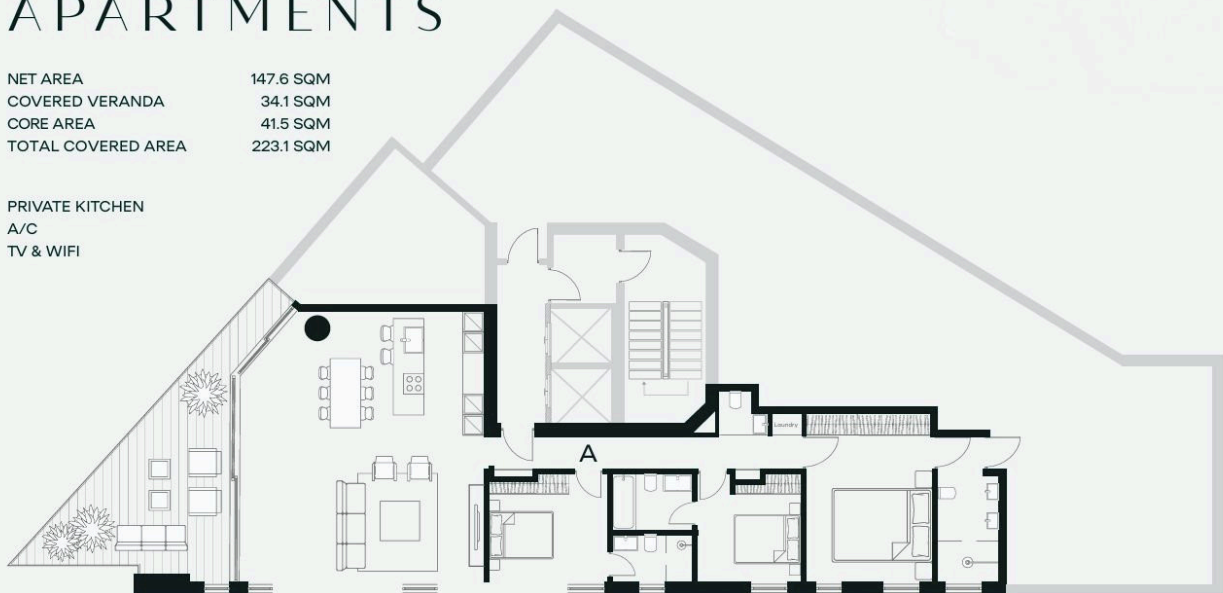 APARTMENTS
NET AREA 147.6 SQM
COVERED VERANDA 34.1 SQM
CORE AREA 41.5 SQM
TOTAL COVERED AREA 223.1 SQM
PRIVATE KITCHEN
A/C
TV & WIFI
Laundry
A